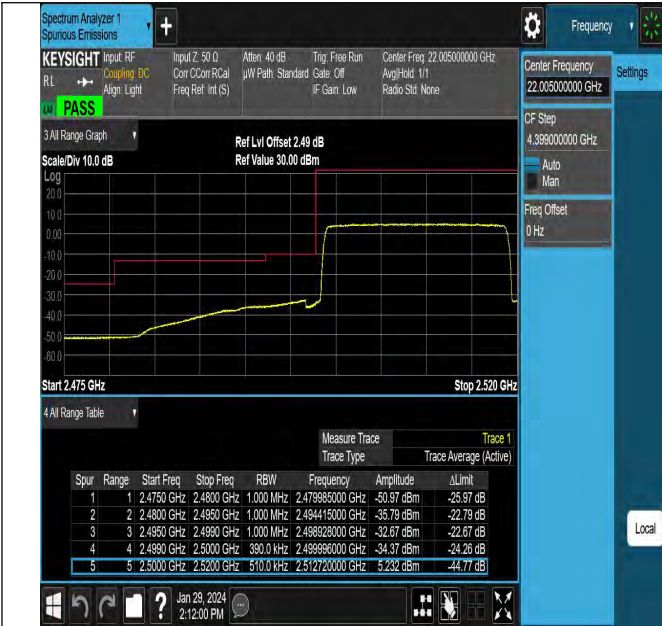 Spectrum Analyzer 1
Spurious Emissions
+
Frequency
KEYSIGHT Input: RF Input Z: 50 Ω Atten: 40 dB Trig: Free Run Center Freq: 22.005000000 GHz
RL Coupling: DC Corr CCorr RCal µW Path: Standard Gate: Off Avg|Hold: 1/1
Align: Light Freq Ref: Int (S) IF Gain: Low Radio Std: None
LM PASS
Center Frequency
22.005000000 GHz
Settings
CF Step
4.399000000 GHz
Auto
Man
Freq Offset
0 Hz
3 All Range Graph
Ref Lvl Offset 2.49 dB
Scale/Div 10.0 dB Ref Value 30.00 dBm
Log
20.0
10.0
0.00
-10.0
-20.0
-30.0
-40.0
-50.0
-60.0
Start 2.475 GHz Stop 2.520 GHz
4 All Range Table
Measure Trace Trace 1
Trace Type Trace Average (Active)
Spur Range Start Freq Stop Freq RBW Frequency Amplitude ΔLimit
1 1 2.4750 GHz 2.4800 GHz 1.000 MHz 2.479985000 GHz -50.97 dBm -25.97 dB
2 2 2.4800 GHz 2.4950 GHz 1.000 MHz 2.494415000 GHz -35.79 dBm -22.79 dB
3 3 2.4950 GHz 2.4990 GHz 1.000 MHz 2.498928000 GHz -32.67 dBm -22.67 dB
4 4 2.4990 GHz 2.5000 GHz 390.0 kHz 2.499996000 GHz -34.37 dBm -24.26 dB
5 5 2.5000 GHz 2.5200 GHz 510.0 kHz 2.512720000 GHz 5.232 dBm -44.77 dB
Local
?
Jan 29, 2024
2:12:00 PM